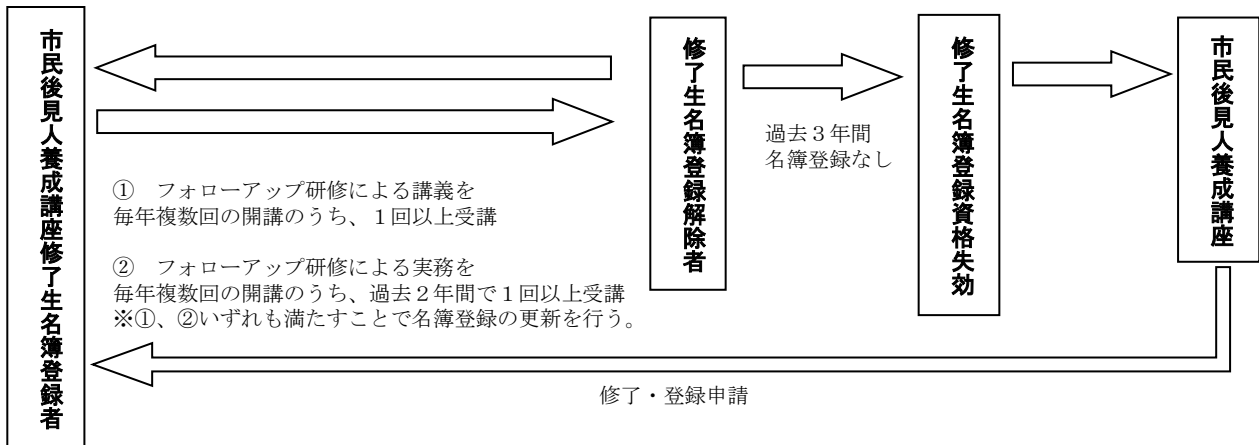 市民後見人養成講座修了生名簿登録者
① フォローアップ研修による講義を
毎年複数回の開講のうち、１回以上受講
② フォローアップ研修による実務を
毎年複数回の開講のうち、過去２年間で１回以上受講
※①、②いずれも満たすことで名簿登録の更新を行う。
修了生名簿登録解除者
過去３年間
名簿登録なし
修了生名簿登録資格失効
市民後見人養成講座
修了・登録申請